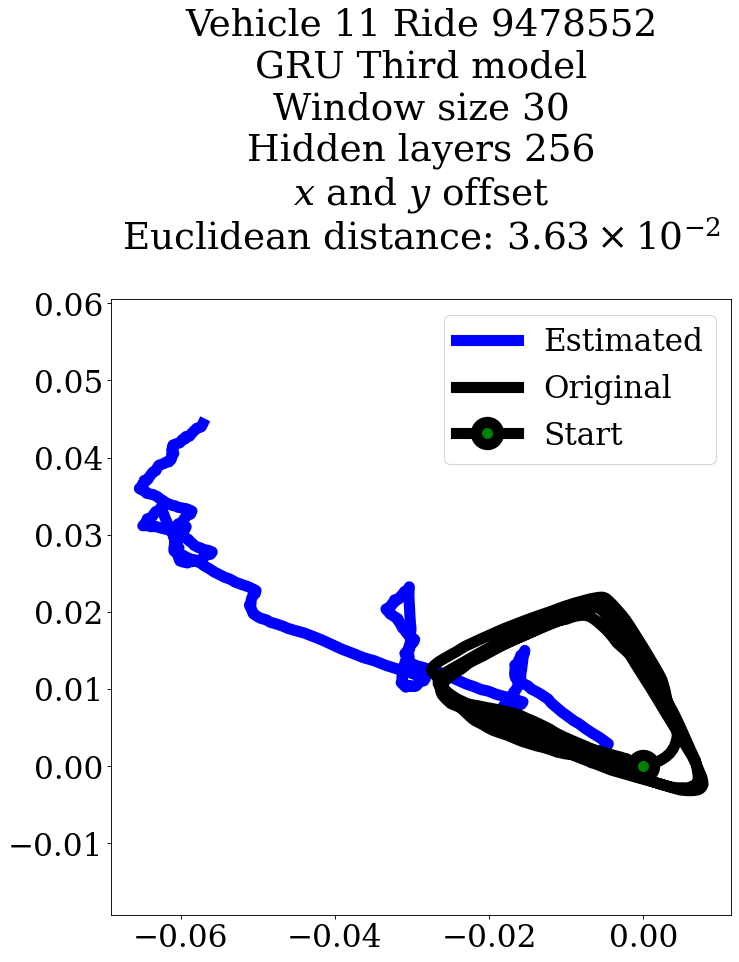 Vehicle 11 Ride 9478552
GRU Third model
Window size 30
Hidden layers 256
x and y offset
Euclidean distance: 3.63 × 10⁻²
Estimated
Original
Start
0.06
0.05
0.04
0.03
0.02
0.01
0.00
−0.01
−0.06
−0.04
−0.02
0.00